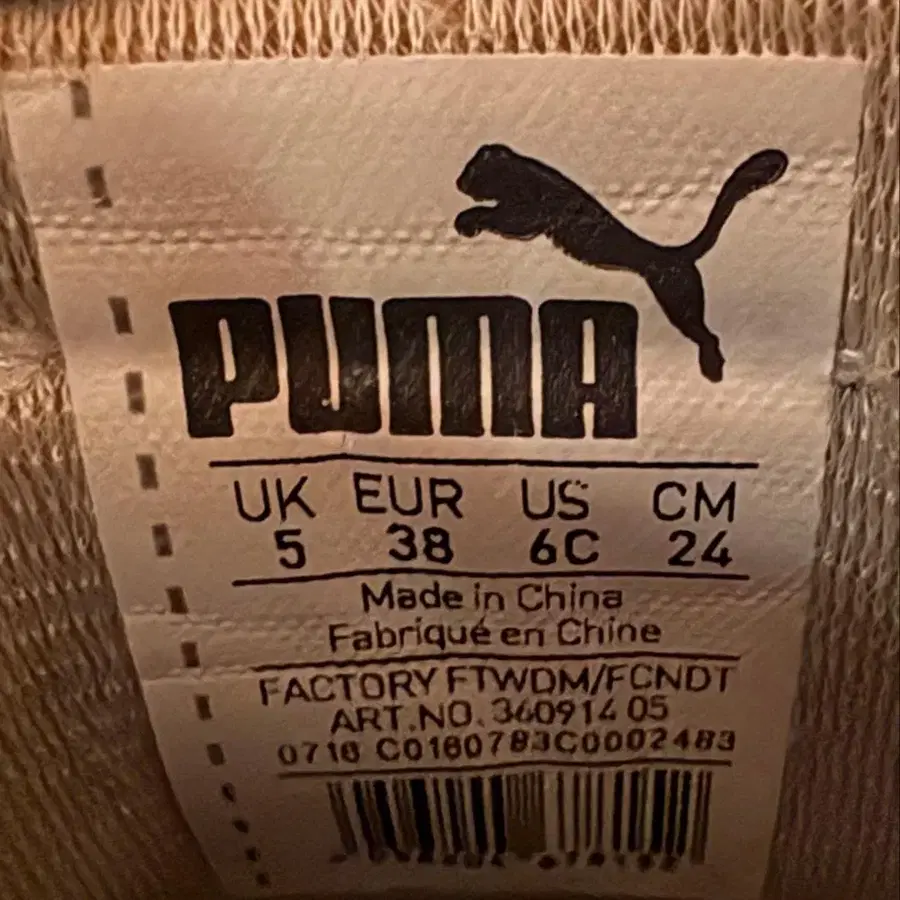 PUMA
UK EUR US CM
5 38 6C 24
Made in China
Fabriqué en Chine
FACTORY FTWDM/FCNDT
ART.NO. 360914 05
0716 C0160783C0002483